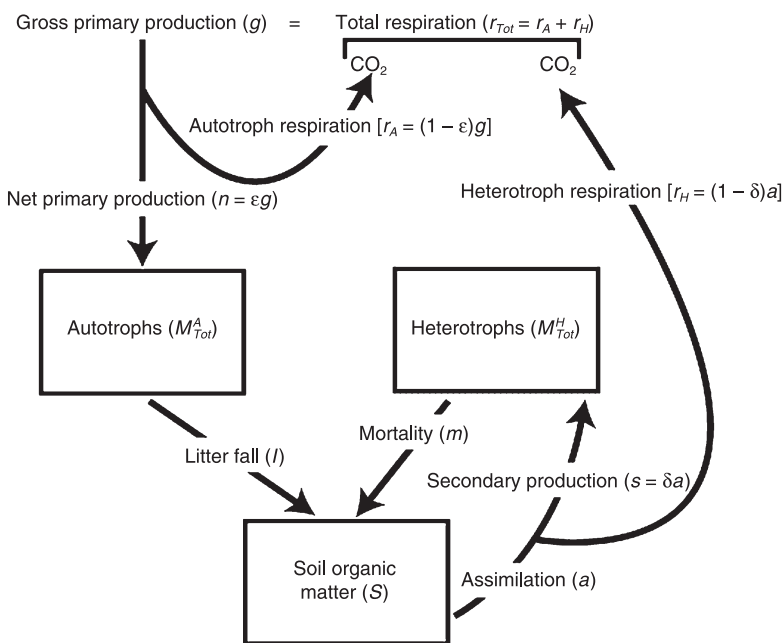 Gross primary production (g) = Total respiration (r_Tot = r_A + r_H)
CO₂ CO₂
Autotroph respiration [r_A = (1 – ε)g]
Net primary production (n = εg)
Heterotroph respiration [r_H = (1 – δ)a]
Autotrophs (M^A_Tot)
Heterotrophs (M^H_Tot)
Mortality (m)
Litter fall (l)
Secondary production (s = δa)
Soil organic
matter (S)
Assimilation (a)